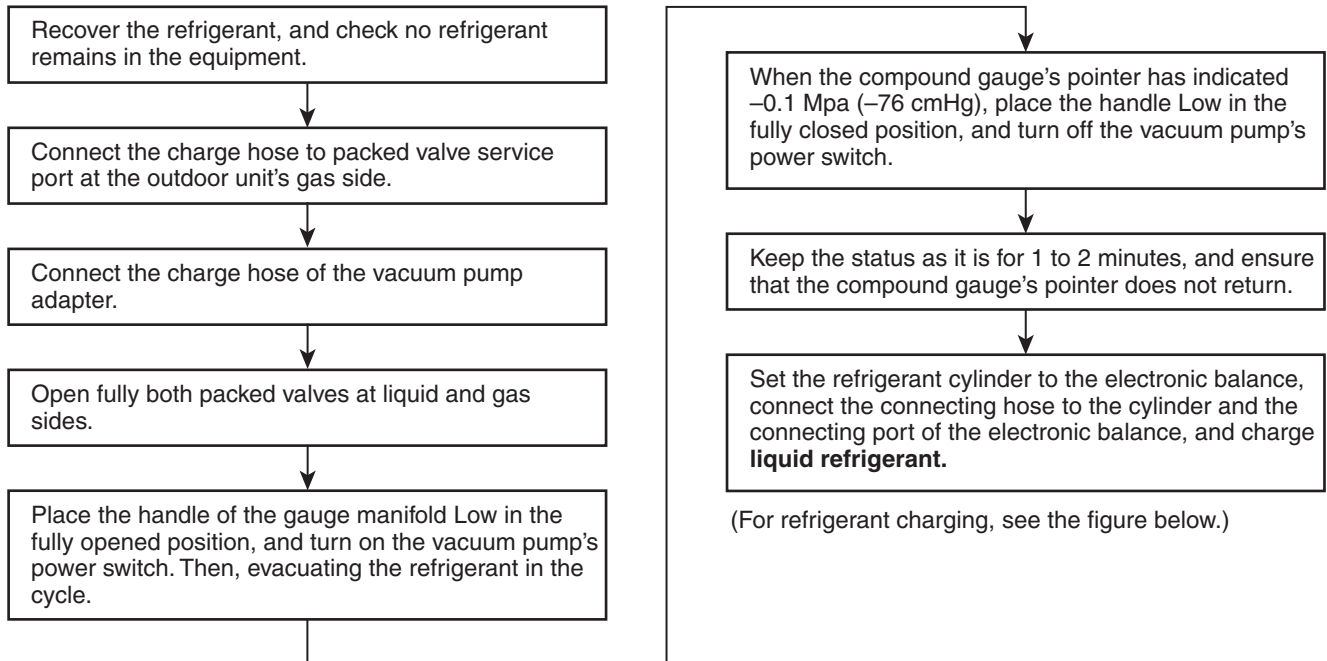 Recover the refrigerant, and check no refrigerant
remains in the equipment.
Connect the charge hose to packed valve service
port at the outdoor unit's gas side.
Connect the charge hose of the vacuum pump
adapter.
Open fully both packed valves at liquid and gas
sides.
Place the handle of the gauge manifold Low in the
fully opened position, and turn on the vacuum pump's
power switch. Then, evacuating the refrigerant in the
cycle.
When the compound gauge's pointer has indicated
–0.1 Mpa (–76 cmHg), place the handle Low in the
fully closed position, and turn off the vacuum pump's
power switch.
Keep the status as it is for 1 to 2 minutes, and ensure
that the compound gauge's pointer does not return.
Set the refrigerant cylinder to the electronic balance,
connect the connecting hose to the cylinder and the
connecting port of the electronic balance, and charge
liquid refrigerant.
(For refrigerant charging, see the figure below.)